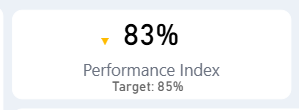 83%
Performance Index
Target: 85%